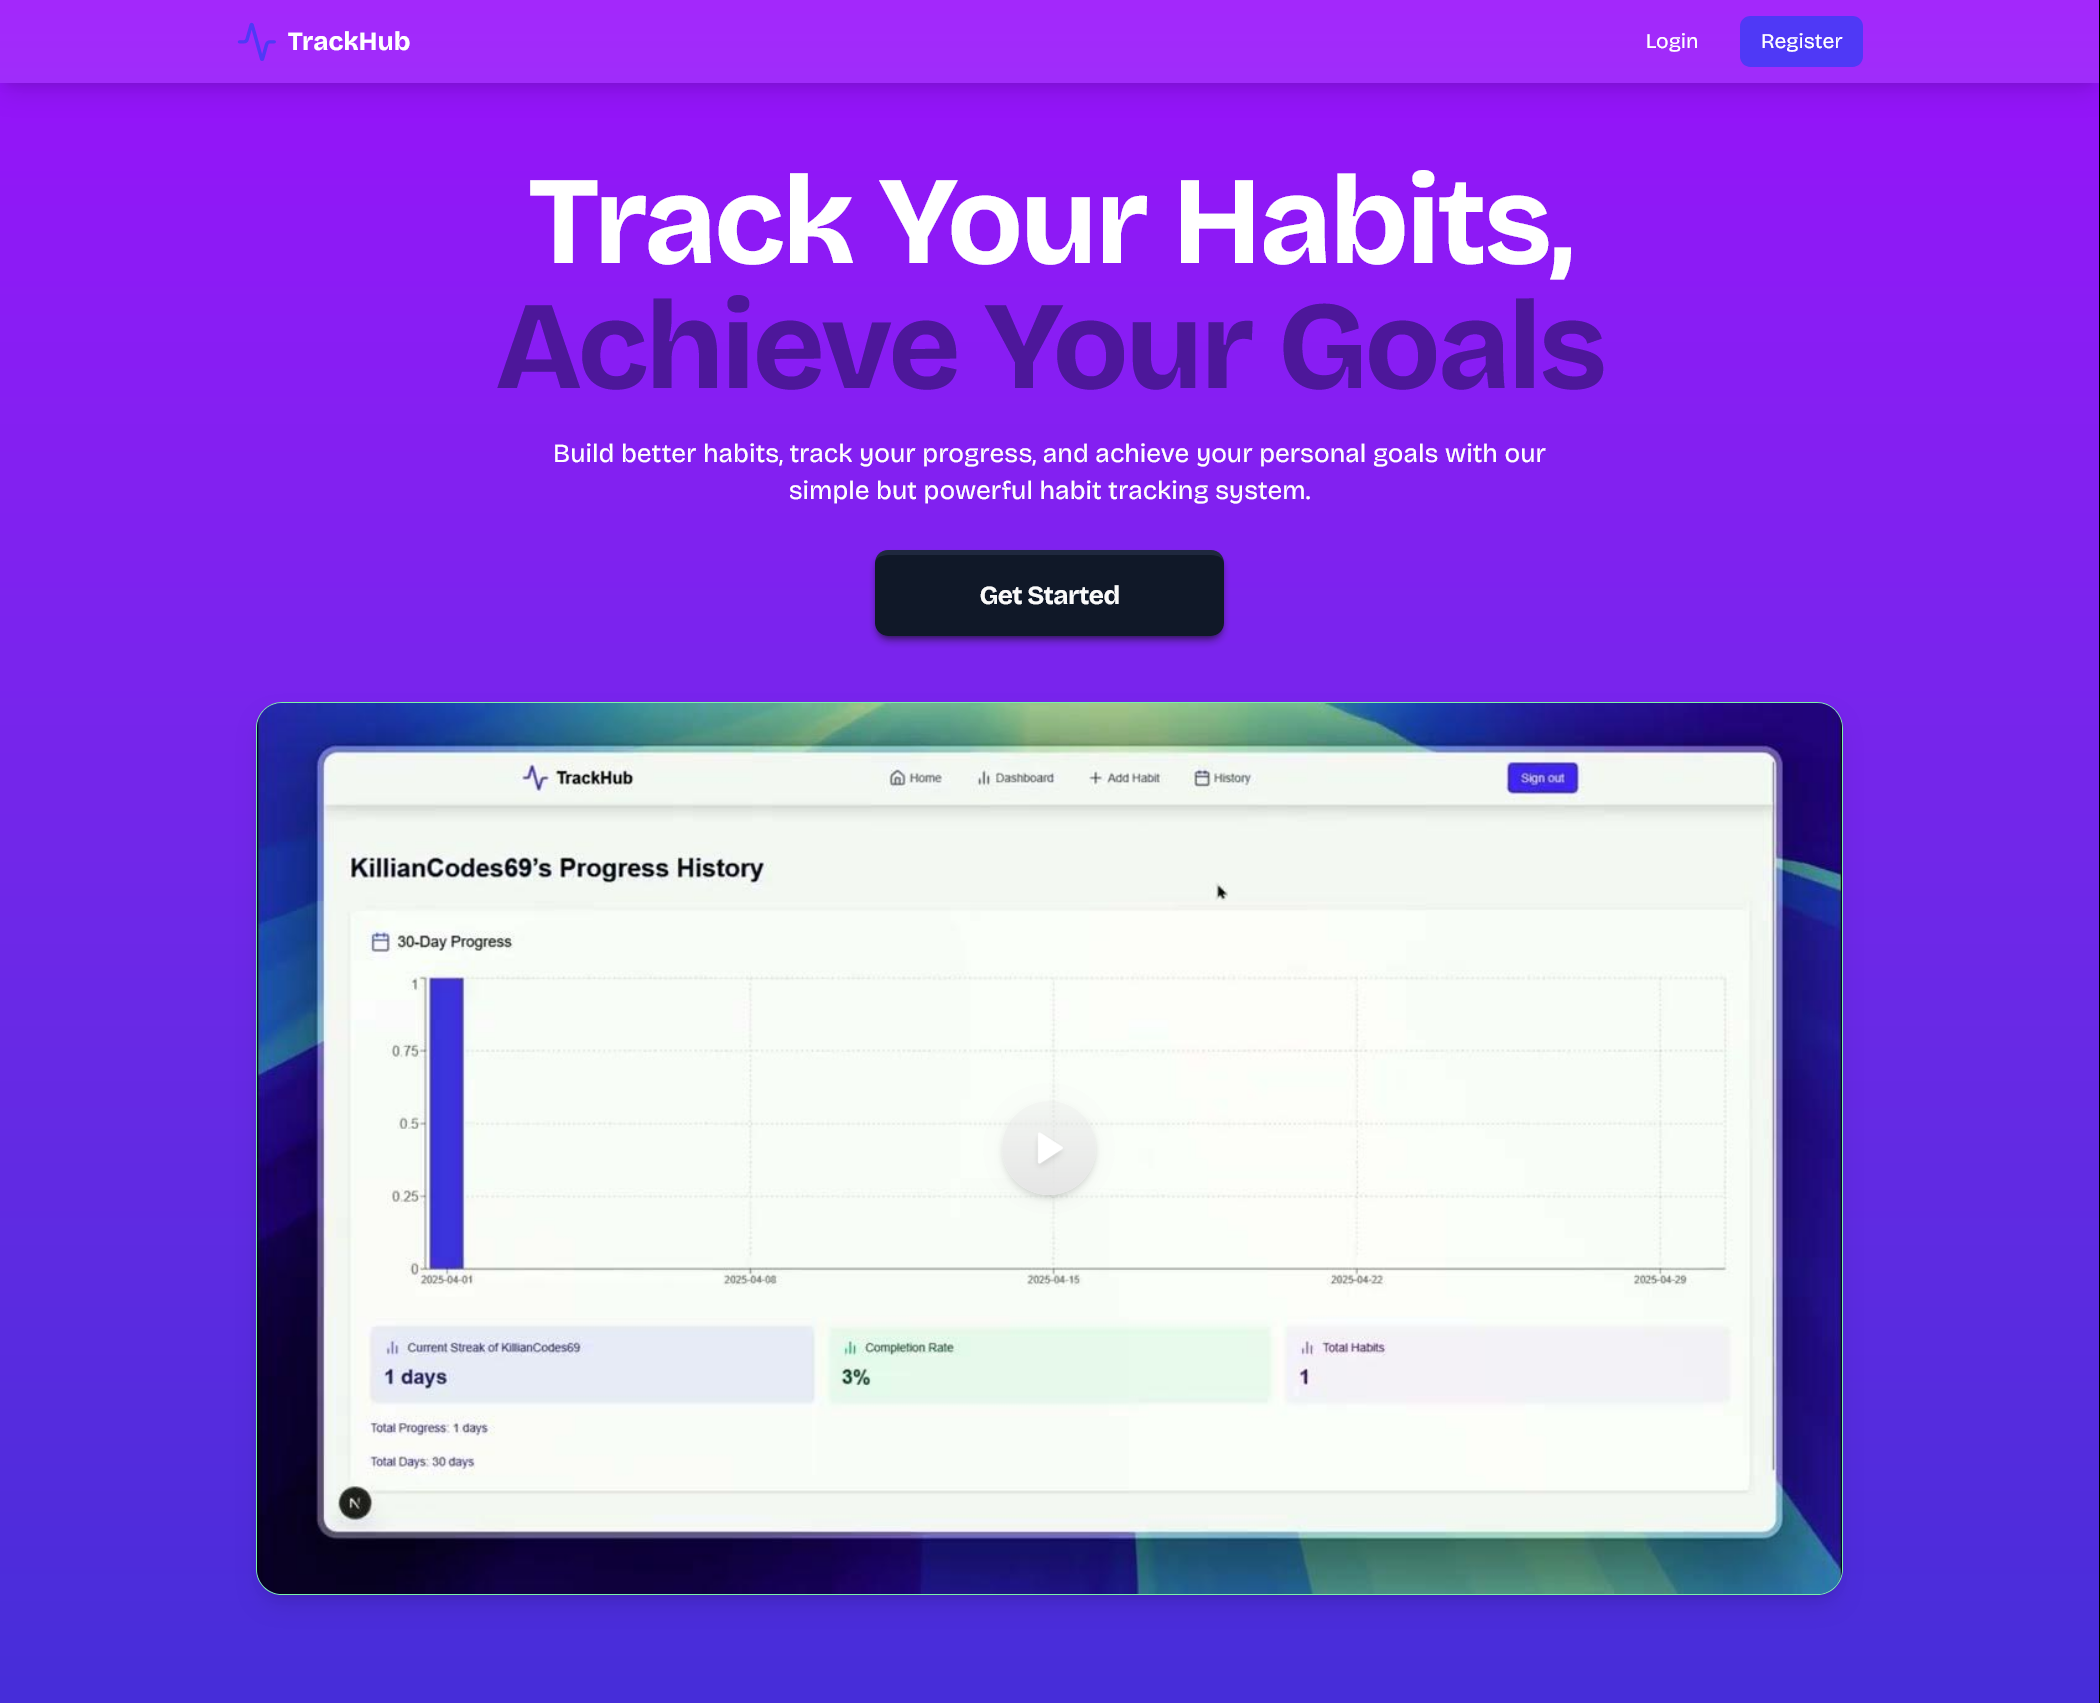 TrackHub
Login
Register
Track Your Habits,
Achieve Your Goals
Build better habits, track your progress, and achieve your personal goals with our
simple but powerful habit tracking system.
Get Started
TrackHub
Home
Dashboard
Add Habit
History
Sign out
KillianCodes69's Progress History
30-Day Progress
1
0.75
0.5
0.25
0
2025-04-01
2025-04-08
2025-04-15
2025-04-22
2025-04-29
Current Streak of KillianCodes69
1 days
Completion Rate
3%
Total Habits
1
Total Progress: 1 days
Total Days: 30 days
N